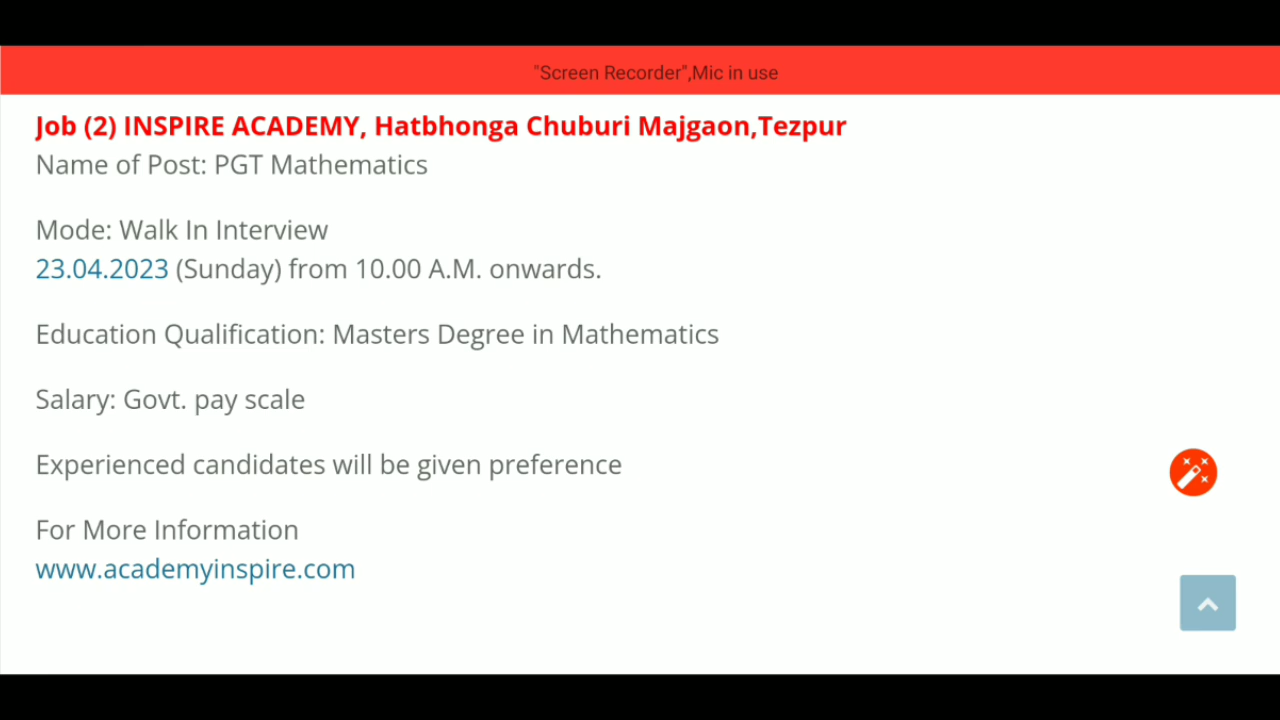 "Screen Recorder",Mic in use
Job (2) INSPIRE ACADEMY, Hatbhonga Chuburi Majgaon,Tezpur
Name of Post: PGT Mathematics
Mode: Walk In Interview
23.04.2023 (Sunday) from 10.00 A.M. onwards.
Education Qualification: Masters Degree in Mathematics
Salary: Govt. pay scale
Experienced candidates will be given preference
For More Information
www.academyinspire.com